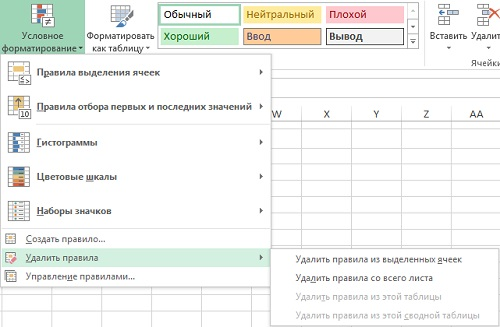 Условное форматирование
Форматировать как таблицу
Обычный
Нейтральный
Плохой
Хороший
Ввод
Вывод
Вставить
Удалит
Ячейки
Правила выделения ячеек
Правила отбора первых и последних значений
10
Гистограммы
Цветовые шкалы
Наборы значков
Создать правило...
Удалить правила
Управление правилами...
W X Y Z AA
Удалить правила из выделенных ячеек
Удалить правила со всего листа
Удалить правила из этой таблицы
Удалить правила из этой сводной таблицы